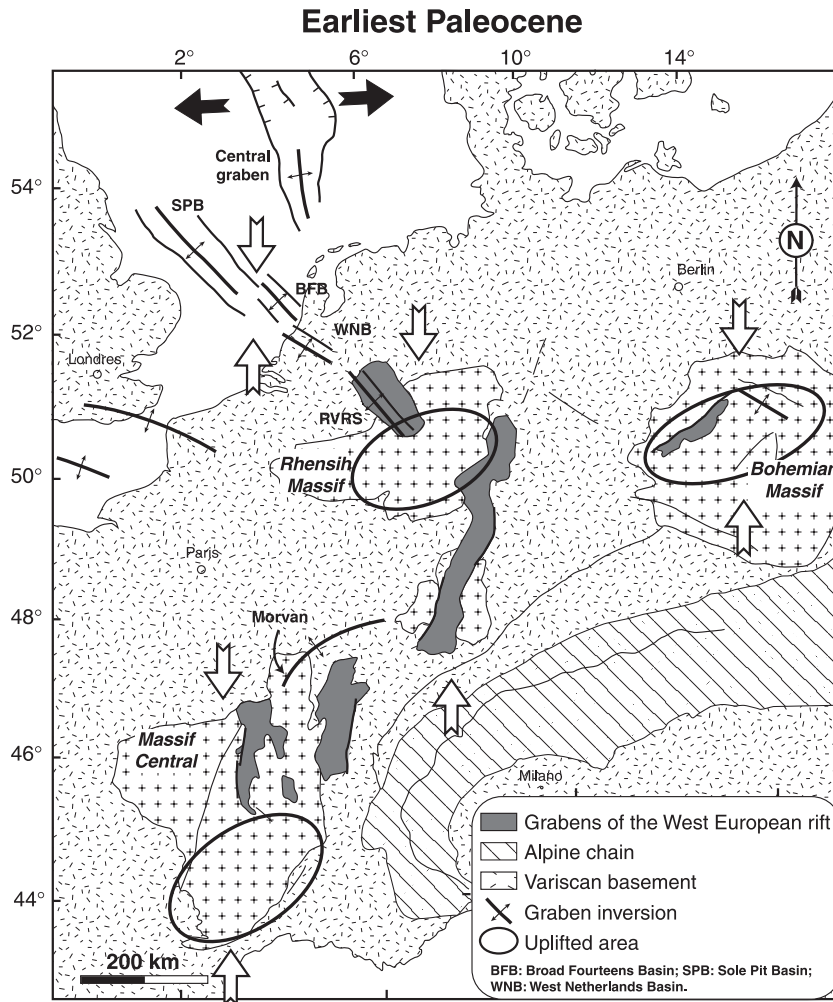 Earliest Paleocene
2° 6° 10° 14°
Central
graben
54°
SPB
N
Berlin
BFB
52°
WNB
Londres
RVRS
50°
Rhensih
Massif
Bohemian
Massif
Paris
48°
Morvan
46°
Massif
Central
Milano
44°
200 km
Grabens of the West European rift
Alpine chain
Variscan basement
Graben inversion
Uplifted area
BFB: Broad Fourteens Basin; SPB: Sole Pit Basin;
WNB: West Netherlands Basin.